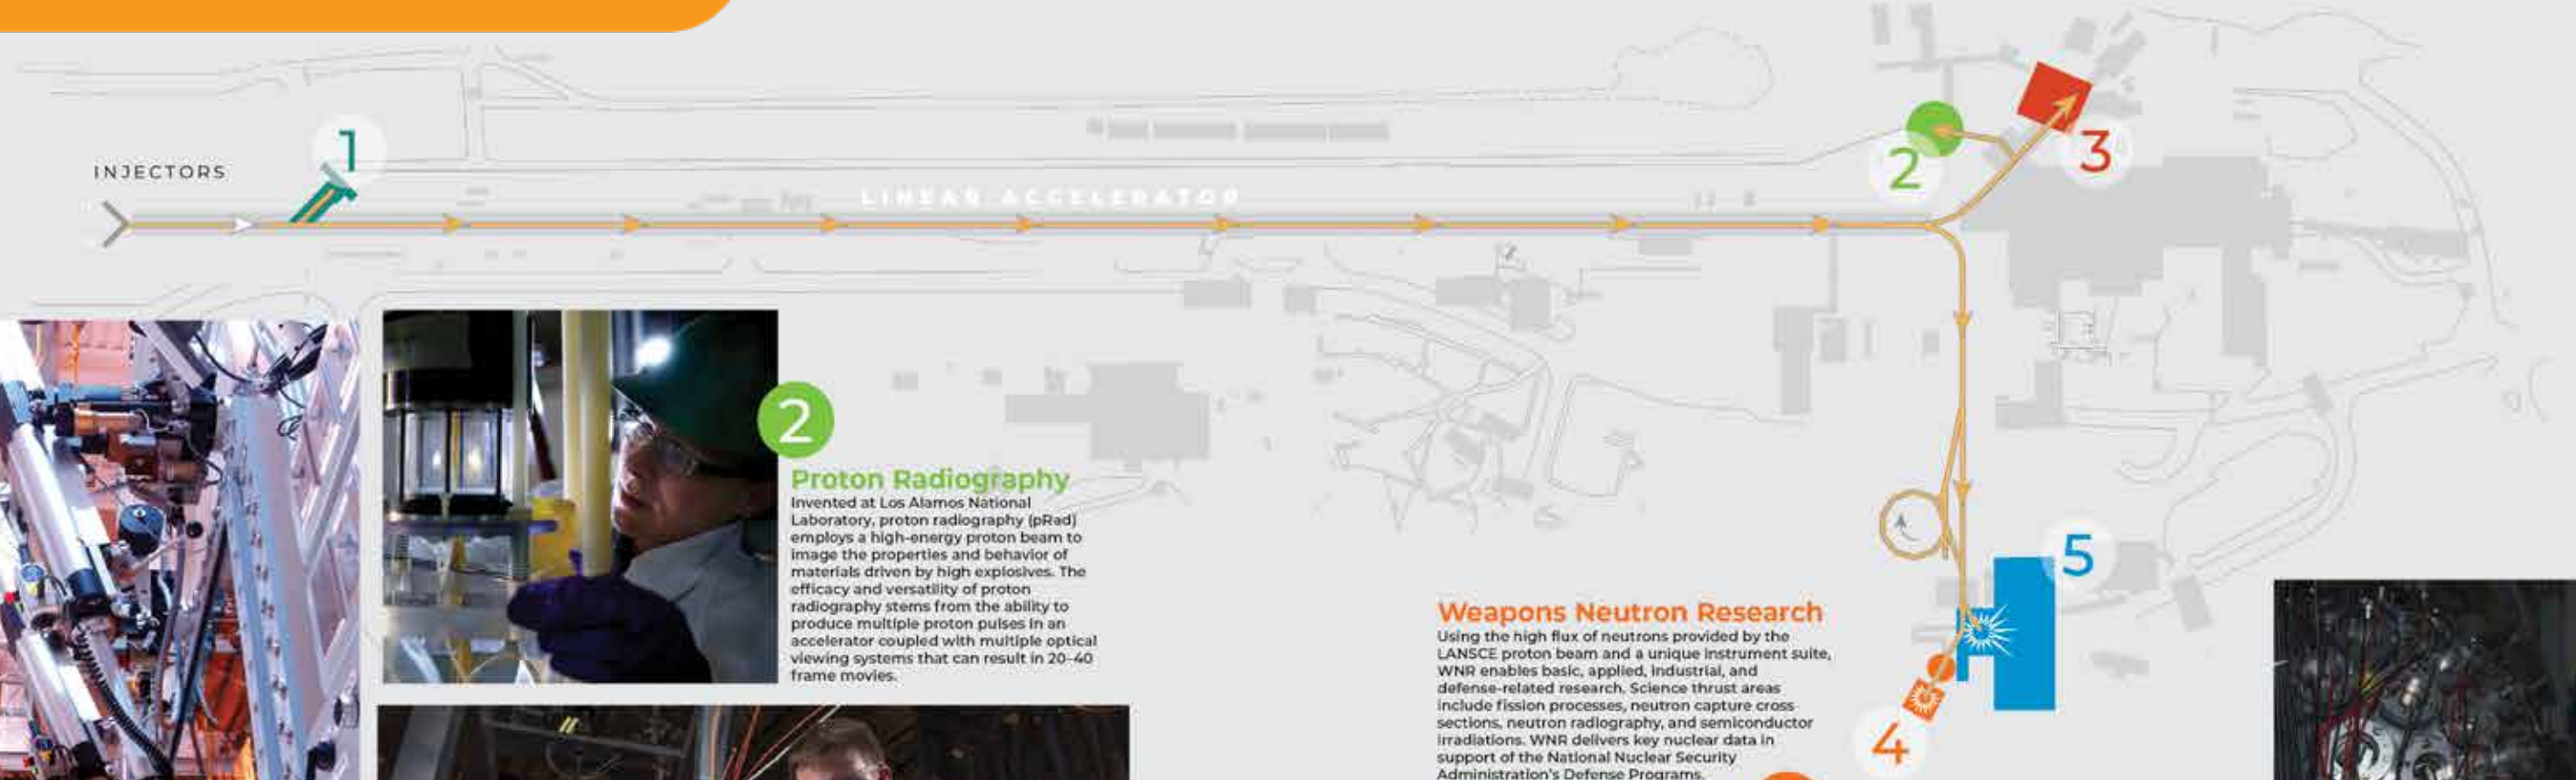 1
INJECTORS
LINEAR ACCELERATOR
2
3
2
Proton Radiography
Invented at Los Alamos National
Laboratory, proton radiography (pRad)
employs a high-energy proton beam to
image the properties and behavior of
materials driven by high explosives. The
efficacy and versatility of proton
radiography stems from the ability to
produce multiple proton pulses in an
accelerator coupled with multiple optical
viewing systems that can result in 20–40
frame movies.
5
Weapons Neutron Research
Using the high flux of neutrons provided by the
LANSCE proton beam and a unique instrument suite,
WNR enables basic, applied, industrial, and
defense-related research. Science thrust areas
include fission processes, neutron capture cross
sections, neutron radiography, and semiconductor
irradiations. WNR delivers key nuclear data in
support of the National Nuclear Security
Administration's Defense Programs.
4